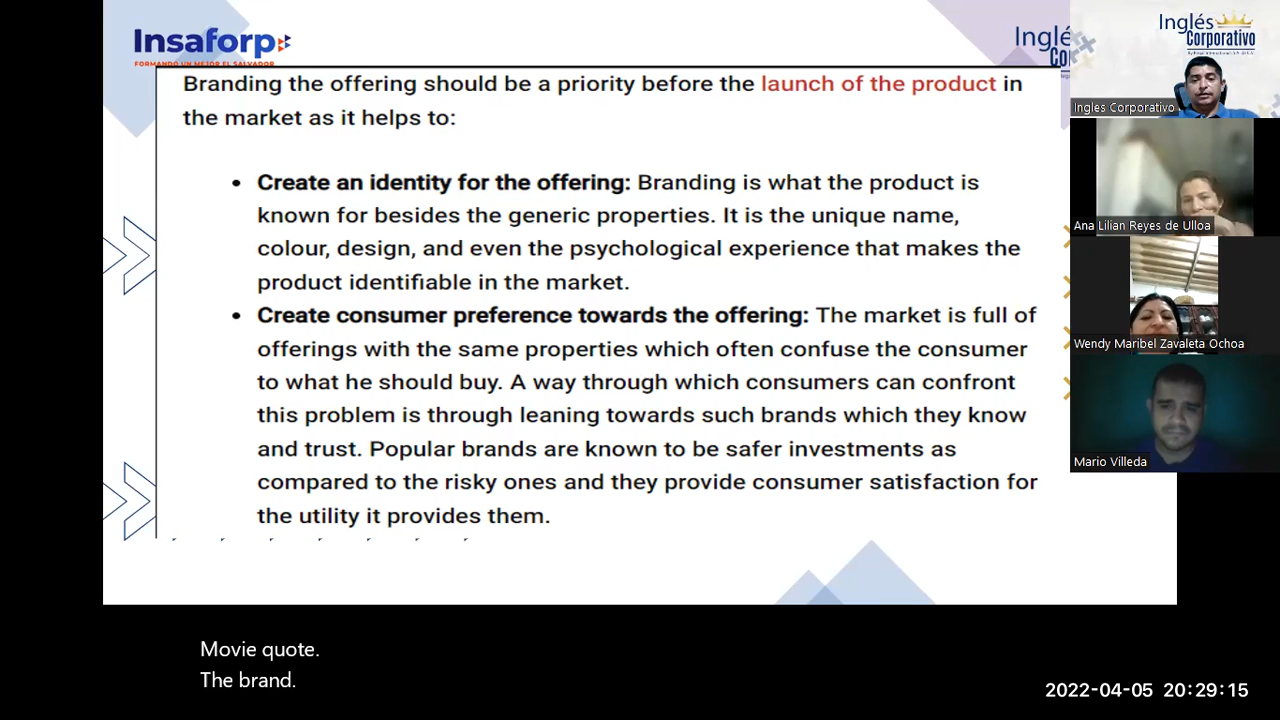 Insaforp
FORMANDO UN MEJOR EL SALVADOR
Inglés
Corporativo
Branding the offering should be a priority before the launch of the product in
the market as it helps to:
• Create an identity for the offering: Branding is what the product is
known for besides the generic properties. It is the unique name,
colour, design, and even the psychological experience that makes the
product identifiable in the market.
• Create consumer preference towards the offering: The market is full of
offerings with the same properties which often confuse the consumer
to what he should buy. A way through which consumers can confront
this problem is through leaning towards such brands which they know
and trust. Popular brands are known to be safer investments as
compared to the risky ones and they provide consumer satisfaction for
the utility it provides them.
Ingles Corporativo
Ana Lilian Reyes de Ulloa
Wendy Maribel Zavaleta Ochoa
Mario Villeda
Movie quote.
The brand.
2022-04-05 20:29:15